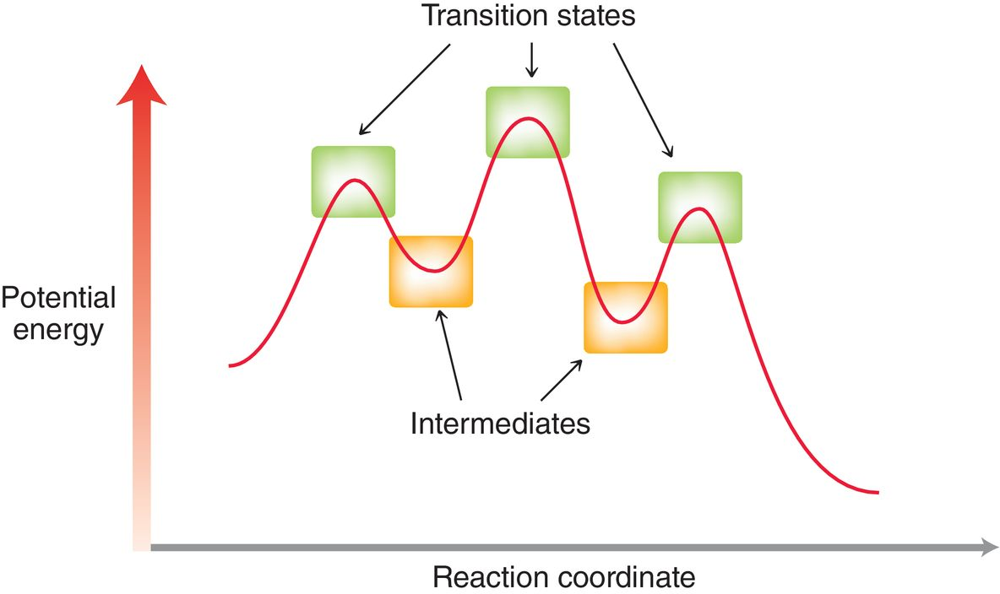 Transition states
Potential
energy
Intermediates
Reaction coordinate